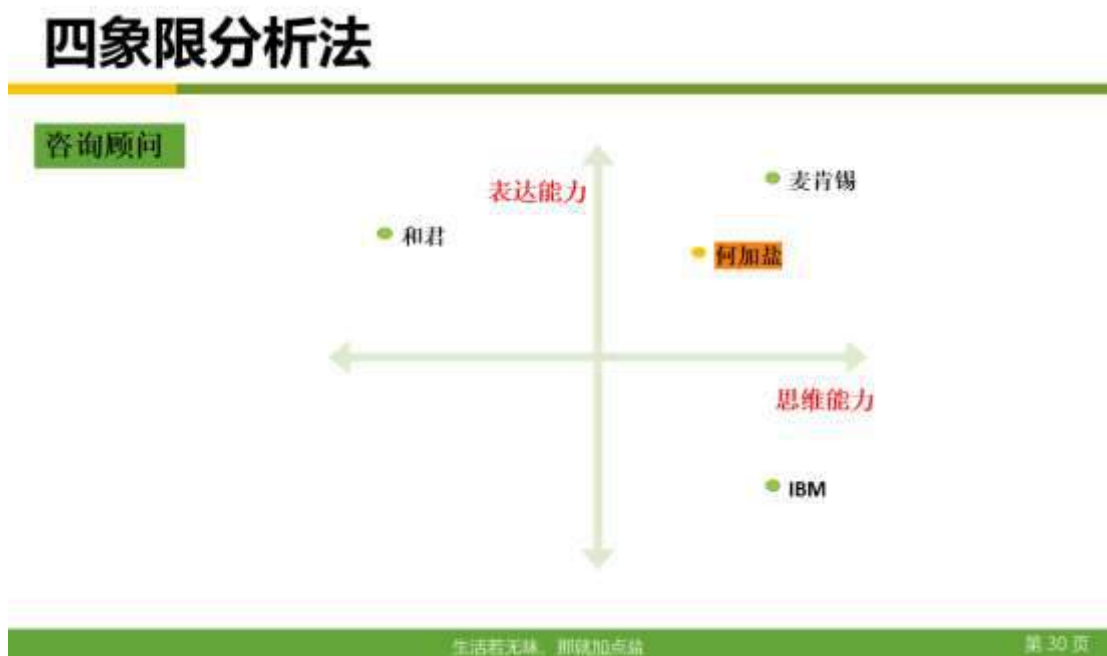 四象限分析法
咨询顾问
表达能力
麦肯锡
和君
何加盐
思维能力
IBM
生活若无味，那就加点盐
第 30 页